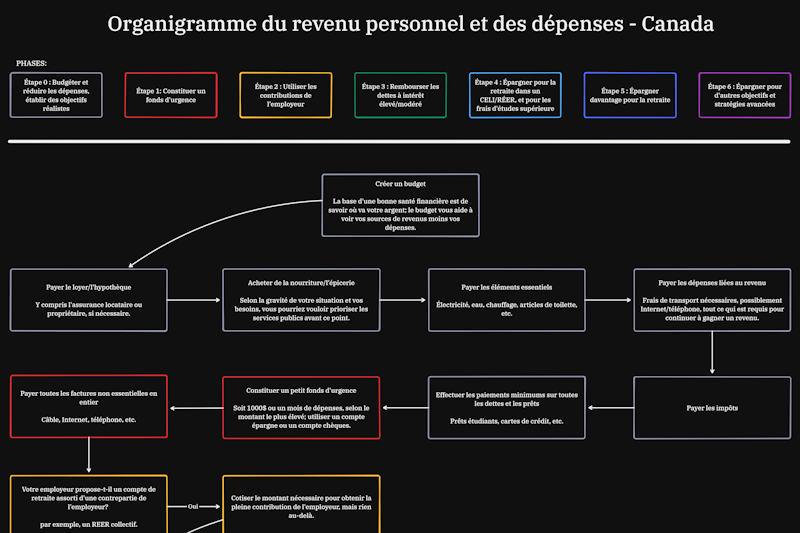 Organigramme du revenu personnel et des dépenses - Canada
PHASES:
Étape 0 : Budgéter et
réduire les dépenses,
établir des objectifs
réalistes
Étape 1: Constituer un
fonds d'urgence
Étape 2 : Utiliser les
contributions de
l'employeur
Étape 3 : Rembourser les
dettes à intérêt
élevé/modéré
Étape 4 : Épargner pour la
retraite dans un
CELI/RÉER, et pour les
frais d'études supérieure
Étape 5 : Épargner
davantage pour la retraite
Étape 6 : Épargner pour
d'autres objectifs et
stratégies avancées
Créer un budget
La base d'une bonne santé financière est de
savoir où va votre argent; le budget vous aide à
voir vos sources de revenus moins vos
dépenses.
Payer le loyer/l'hypothèque
Y compris l'assurance locataire ou
propriétaire, si nécessaire.
Acheter de la nourriture/l'épicerie
Selon la gravité de votre situation et vos
besoins, vous pourriez vouloir prioriser les
services publics avant ce point.
Payer les éléments essentiels
Électricité, eau, chauffage, articles de toilette,
etc.
Payer les dépenses liées au revenu
Frais de transport nécessaires, possiblement
Internet/téléphone, tout ce qui est requis pour
continuer à gagner un revenu.
Payer toutes les factures non essentielles en
entier
Câble, Internet, téléphone, etc.
Constituer un petit fonds d'urgence
Soit 1000$ ou un mois de dépenses, selon le
montant le plus élevé; utiliser un compte
épargne ou un compte chèques.
Effectuer les paiements minimums sur toutes
les dettes et les prêts
Prêts étudiants, cartes de crédit, etc.
Payer les impôts
Votre employeur propose-t-il un compte de
retraite assorti d'une contrepartie de
l'employeur?
par exemple, un REER collectif.
Oui
Cotiser le montant nécessaire pour obtenir la
pleine contribution de l'employeur, mais rien
au-delà.